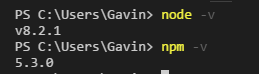 PS C:\Users\Gavin> node -v
v8.2.1
PS C:\Users\Gavin> npm -v
5.3.0